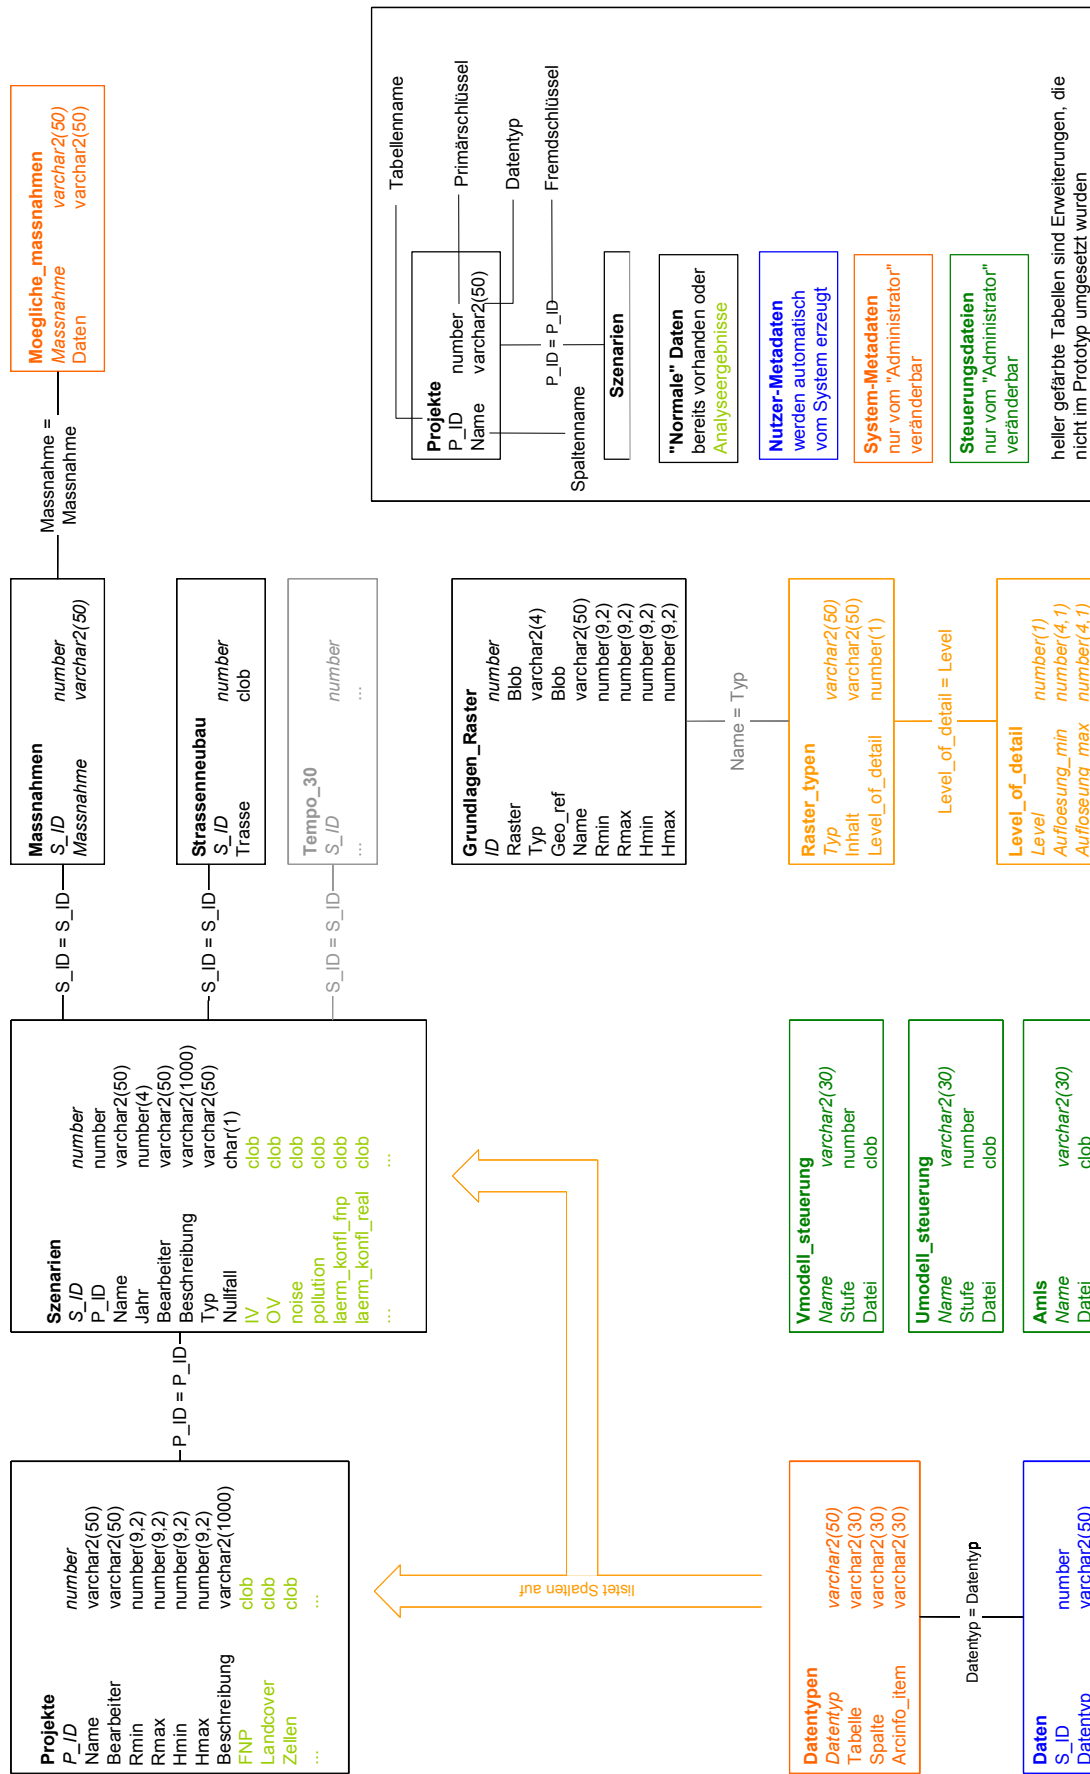 Projekte
P_ID number
Name varchar2(50)
Bearbeiter varchar2(50)
Rmin number(9,2)
Rmax number(9,2)
Hmin number(9,2)
Hmax number(9,2)
Beschreibung varchar2(1000)
FNP clob
Landcover clob
Zellen clob
... ...
P_ID = P_ID
Szenarien
S_ID number
P_ID number
Name varchar2(50)
Jahr number(4)
Bearbeiter varchar2(50)
Beschreibung varchar2(1000)
Typ varchar2(50)
Nullfall char(1)
IV clob
OV clob
noise clob
pollution clob
laerm_konfl_fnp clob
laerm_konfl_real clob
... ...
S_ID = S_ID
S_ID = S_ID
S_ID = S_ID
Massnahmen
S_ID number
Massnahme varchar2(50)
Massnahme =
Massnahme
Moegliche_massnahmen
Massnahme varchar2(50)
Daten varchar2(50)
Strassenneubau
S_ID number
Trasse clob
Tempo_30
S_ID number
... ...
listet Spalten auf
Datentypen
Datentyp varchar2(50)
Tabelle varchar2(30)
Spalte varchar2(30)
Arcinfo_item varchar2(30)
Datentyp = Datentyp
Daten
S_ID number
Datentyp varchar2(50)
Vmodell_steuerung
Name varchar2(30)
Stufe number
Datei clob
Umodell_steuerung
Name varchar2(30)
Stufe number
Datei clob
Amls
Name varchar2(30)
Datei clob
Grundlagen_Raster
ID number
Raster Blob
Typ varchar2(4)
Geo_ref Blob
Name varchar2(50)
Rmin number(9,2)
Rmax number(9,2)
Hmin number(9,2)
Hmax number(9,2)
Name = Typ
Raster_typen
Typ varchar2(50)
Inhalt varchar2(50)
Level_of_detail number(1)
Level_of_detail = Level
Level_of_detail
Level number(1)
Aufloesung_min number(4,1)
Aufloseung_max number(4,1)
Tabellenname
Projekte
P_ID number
Primärschlüssel
Name varchar2(50)
Datentyp
Spaltenname
P_ID = P_ID
Fremdschlüssel
Szenarien
"Normale" Daten
bereits vorhanden oder
Analyseergebnisse
Nutzer-Metadaten
werden automatisch
vom System erzeugt
System-Metadaten
nur vom "Administrator"
veränderbar
Steuerungsdateien
nur vom "Administrator"
veränderbar
heller gefärbte Tabellen sind Erweiterungen, die
nicht im Prototyp umgesetzt wurden